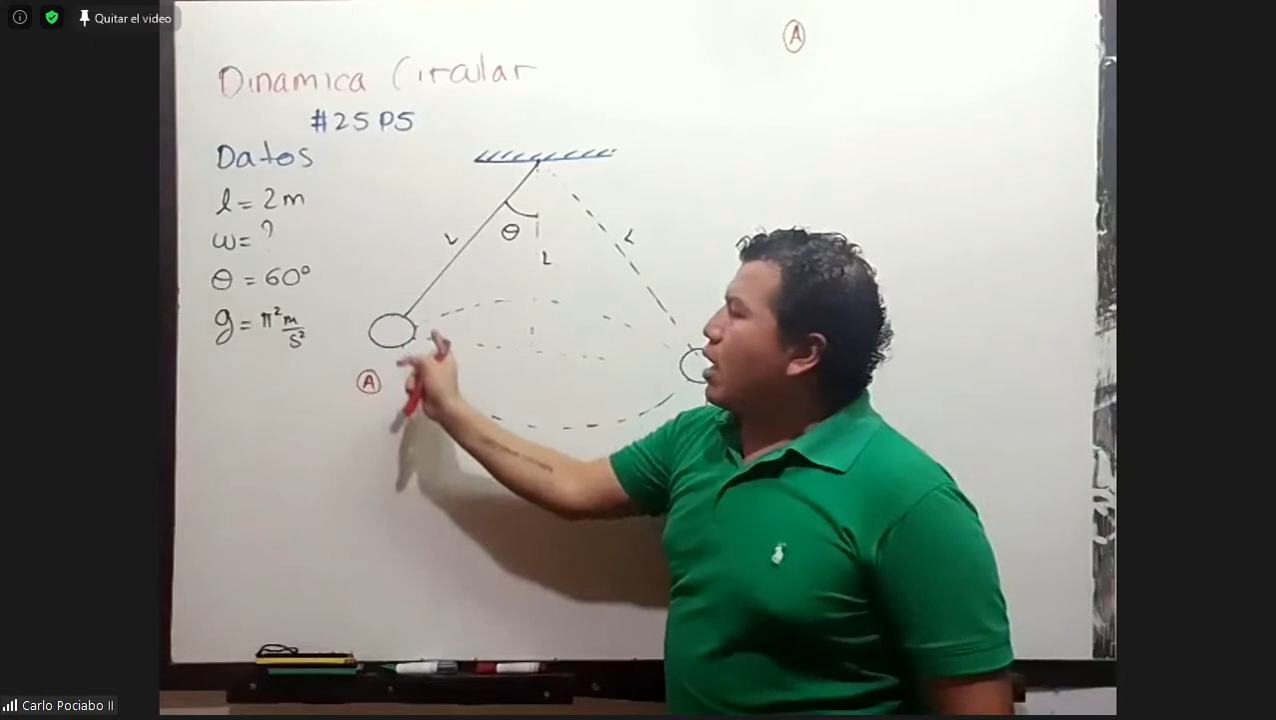 Quitar el video
A
Dinamica Circular
#25 P5
Datos
l = 2m
ω = ?
θ = 60°
g = π² m/s²
L
θ
L
L
A
Carlo Pociabo II